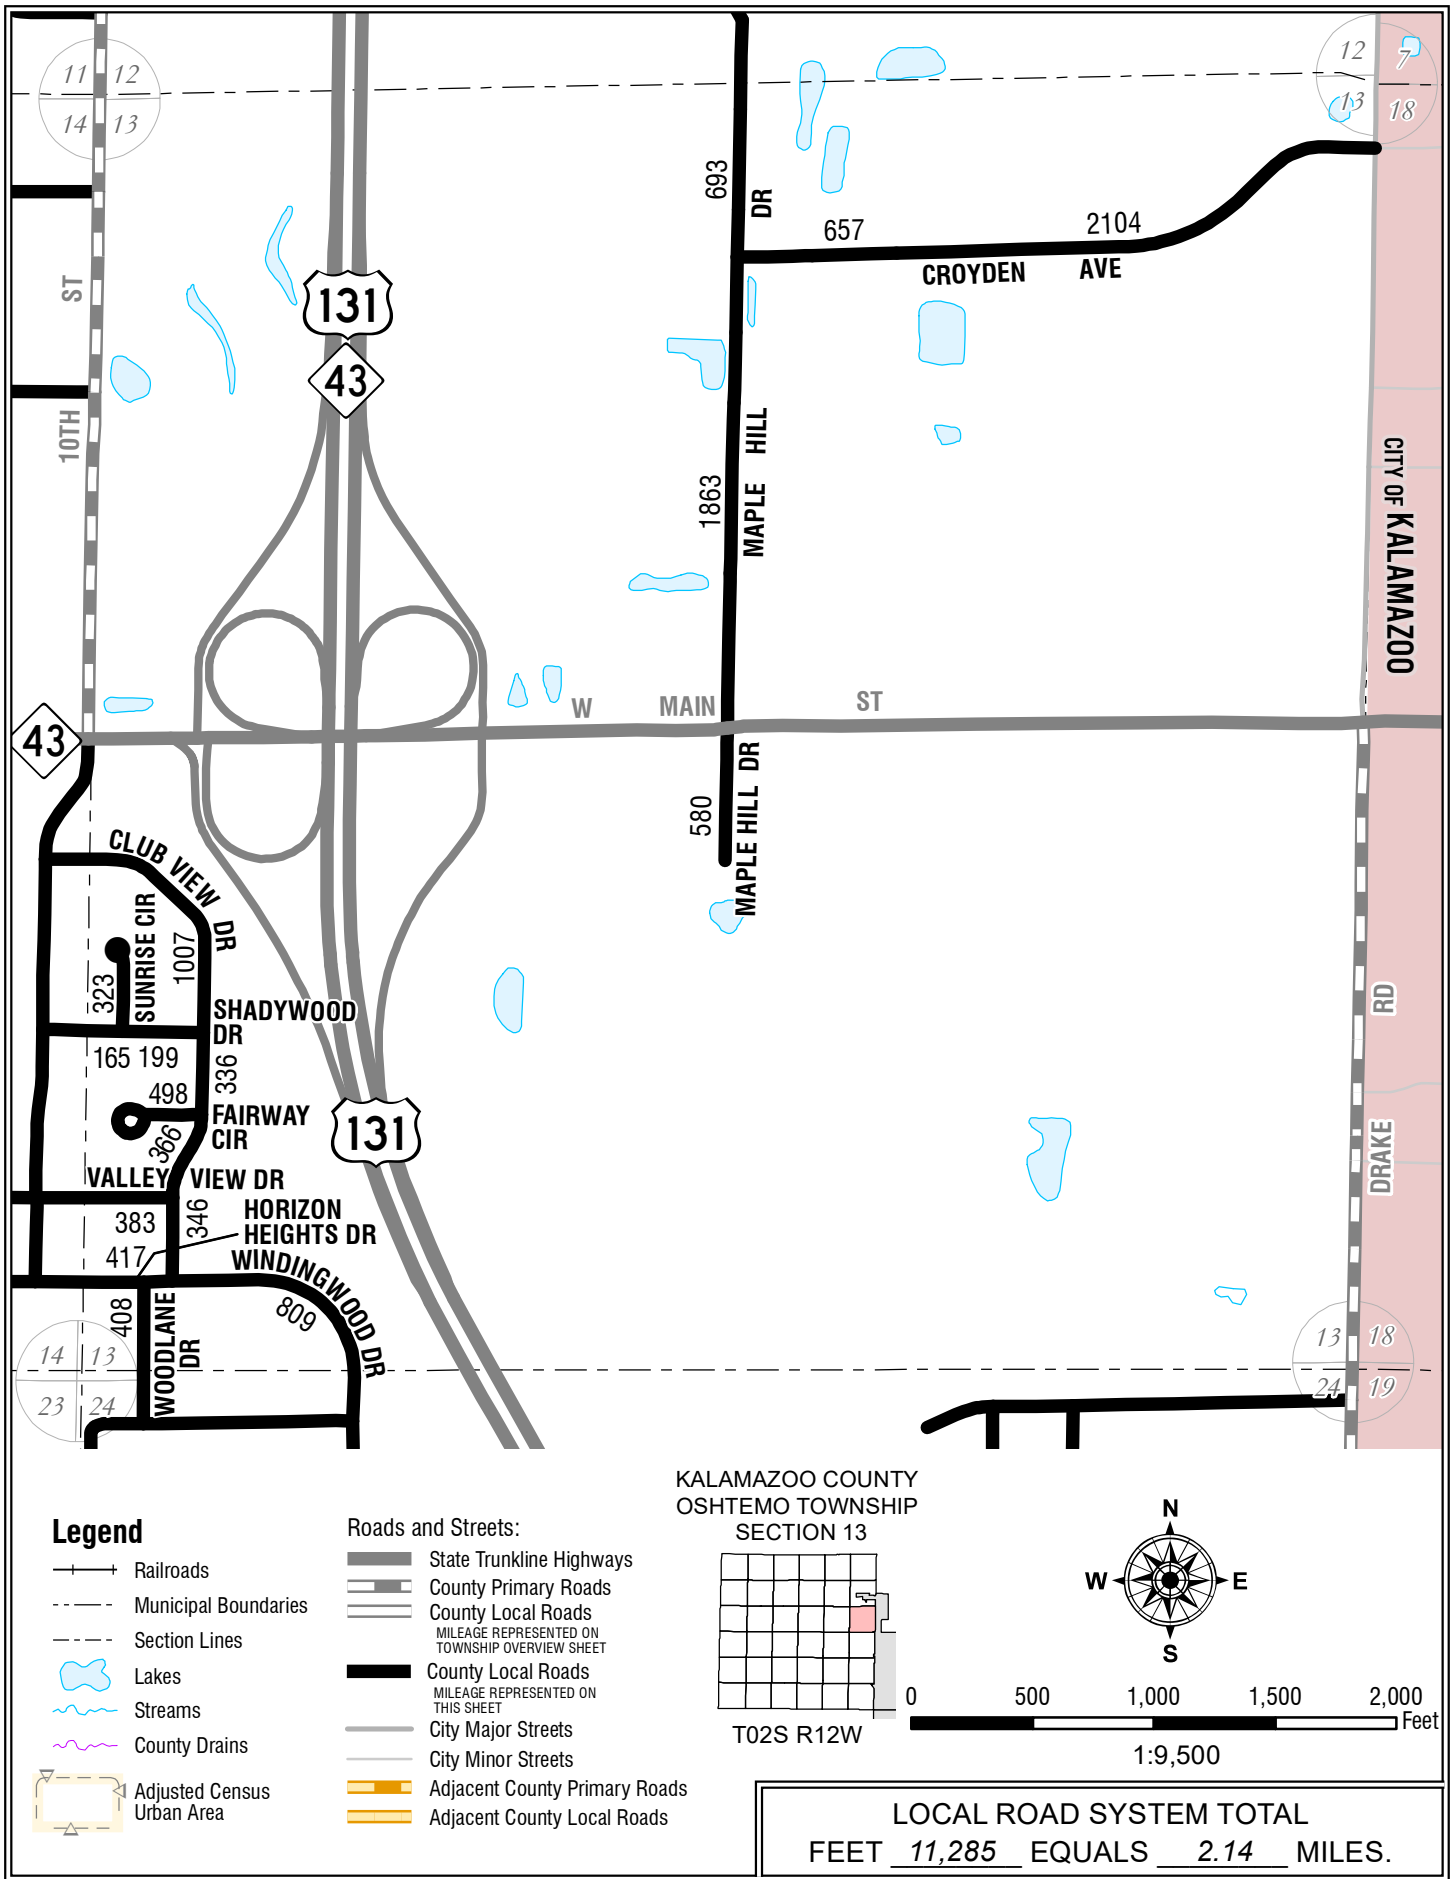 11 12
14 13
12 7
13 18
693
DR
657
2104
CROYDEN AVE
ST
131
43
10TH
MAPLE HILL
1863
CITY OF KALAMAZOO
W MAIN ST
43
MAPLE HILL DR
580
CLUB VIEW DR
SUNRISE CIR
1007
323
SHADYWOOD
DR
165 199
336
498
FAIRWAY
CIR
366
131
RD
DRAKE
VALLEY VIEW DR
383
346
HORIZON
HEIGHTS DR
417
WINDINGWOOD DR
809
408
WOODLANE
DR
14 13
23 24
13 18
24 19
Legend
Railroads
Municipal Boundaries
Section Lines
Lakes
Streams
County Drains
Adjusted Census
Urban Area
Roads and Streets:
State Trunkline Highways
County Primary Roads
County Local Roads
MILEAGE REPRESENTED ON
TOWNSHIP OVERVIEW SHEET
County Local Roads
MILEAGE REPRESENTED ON
THIS SHEET
City Major Streets
City Minor Streets
Adjacent County Primary Roads
Adjacent County Local Roads
KALAMAZOO COUNTY
OSHTEMO TOWNSHIP
SECTION 13
T02S R12W
N
W E
S
0 500 1,000 1,500 2,000
Feet
1:9,500
LOCAL ROAD SYSTEM TOTAL
FEET 11,285 EQUALS 2.14 MILES.